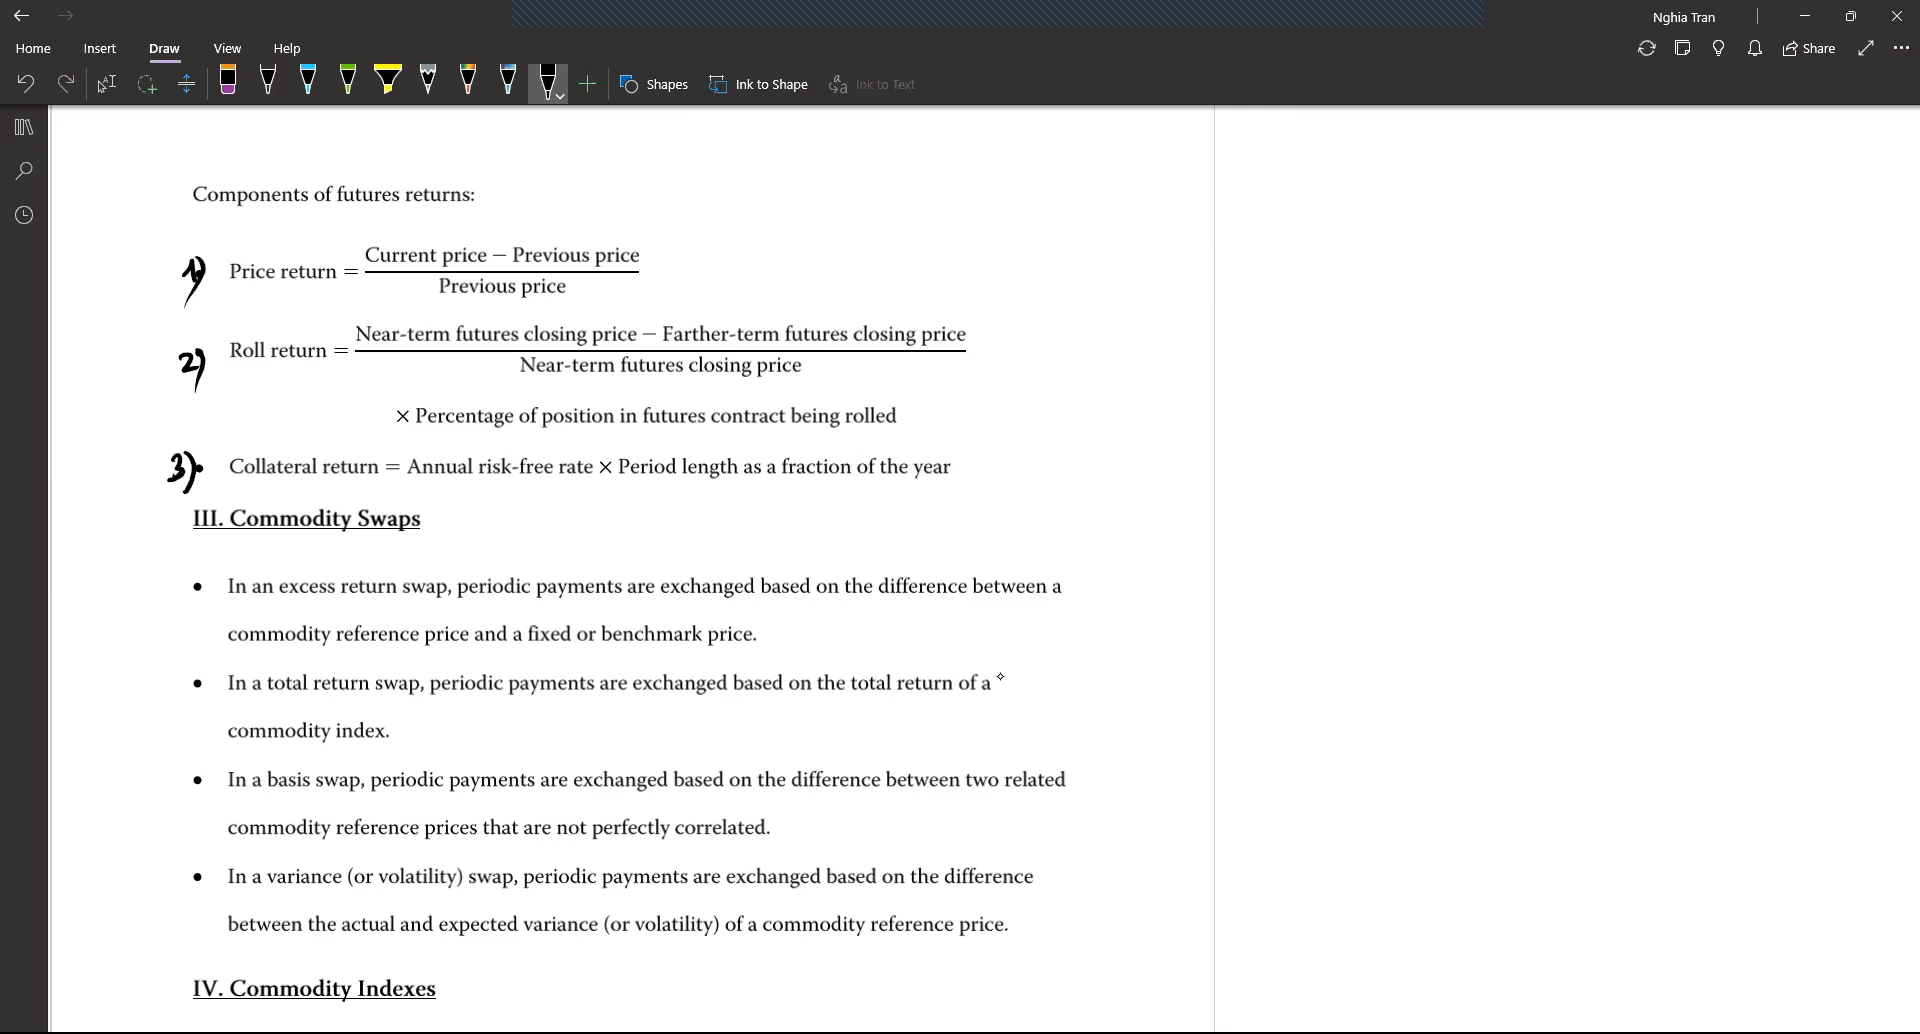 Nghia Tran
Home Insert Draw View Help
Share
Shapes Ink to Shape Ink to Text
Components of futures returns:
1) Price return = Current price − Previous price
Previous price
2) Roll return = Near-term futures closing price − Farther-term futures closing price
Near-term futures closing price
× Percentage of position in futures contract being rolled
3) • Collateral return = Annual risk-free rate × Period length as a fraction of the year
III. Commodity Swaps
• In an excess return swap, periodic payments are exchanged based on the difference between a
commodity reference price and a fixed or benchmark price.
• In a total return swap, periodic payments are exchanged based on the total return of a
commodity index.
• In a basis swap, periodic payments are exchanged based on the difference between two related
commodity reference prices that are not perfectly correlated.
• In a variance (or volatility) swap, periodic payments are exchanged based on the difference
between the actual and expected variance (or volatility) of a commodity reference price.
IV. Commodity Indexes